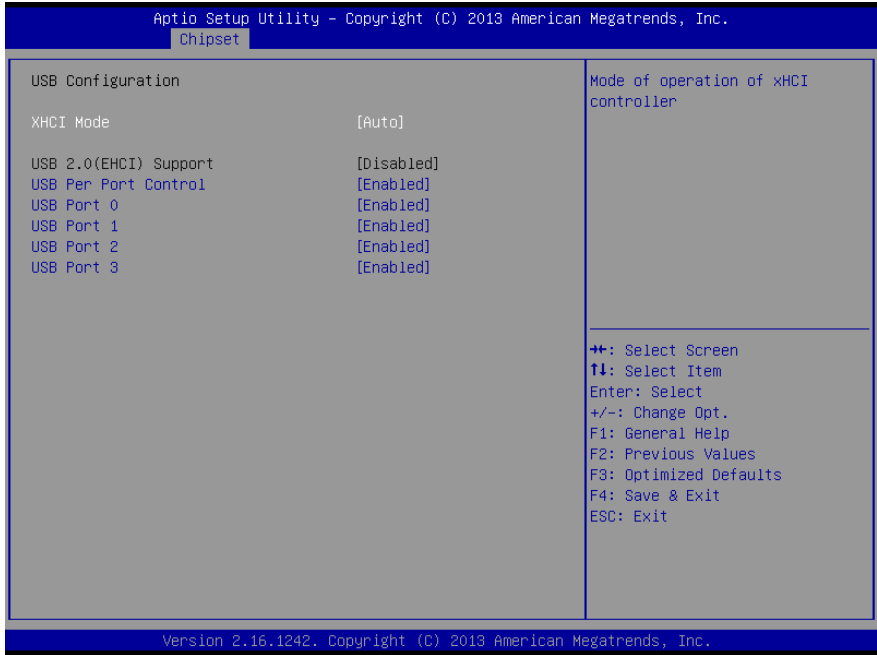 Aptio Setup Utility – Copyright (C) 2013 American Megatrends, Inc.
Chipset
USB Configuration
XHCI Mode [Auto]
USB 2.0(EHCI) Support [Disabled]
USB Per Port Control [Enabled]
USB Port 0 [Enabled]
USB Port 1 [Enabled]
USB Port 2 [Enabled]
USB Port 3 [Enabled]
Mode of operation of xHCI
controller
→←: Select Screen
↑↓: Select Item
Enter: Select
+/-: Change Opt.
F1: General Help
F2: Previous Values
F3: Optimized Defaults
F4: Save & Exit
ESC: Exit
Version 2.16.1242. Copyright (C) 2013 American Megatrends, Inc.